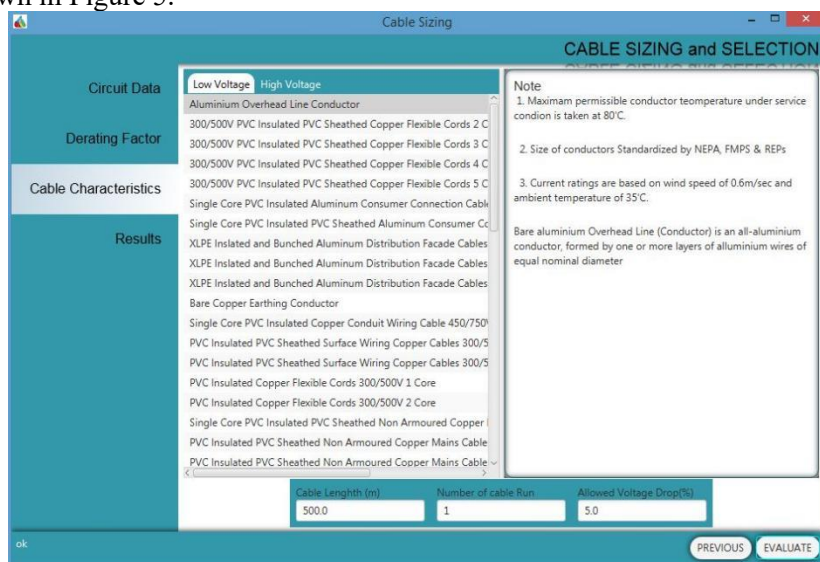 wn in Figure 5.
Cable Sizing
CABLE SIZING and SELECTION
Circuit Data
Derating Factor
Cable Characteristics
Results
Low Voltage High Voltage
Aluminium Overhead Line Conductor
300/500V PVC Insulated PVC Sheathed Copper Flexible Cords 2 C
300/500V PVC Insulated PVC Sheathed Copper Flexible Cords 3 C
300/500V PVC Insulated PVC Sheathed Copper Flexible Cords 4 C
300/500V PVC Insulated PVC Sheathed Copper Flexible Cords 5 C
Single Core PVC Insulated Aluminum Consumer Connection Cable
Single Core PVC Insulated PVC Sheathed Aluminum Consumer Cc
XLPE Inslated and Bunched Aluminum Distribution Facade Cables
XLPE Inslated and Bunched Aluminum Distribution Facade Cables
XLPE Inslated and Bunched Aluminum Distribution Facade Cables
Bare Copper Earthing Conductor
Single Core PVC Insulated Copper Conduit Wiring Cable 450/750V
PVC Insulated PVC Sheathed Surface Wiring Copper Cables 300/5
PVC Insulated PVC Sheathed Surface Wiring Copper Cables 300/5
PVC Insulated Copper Flexible Cords 300/500V 1 Core
PVC Insulated Copper Flexible Cords 300/500V 2 Core
Single Core PVC Insulated PVC Sheathed Non Armoured Copper
PVC Insulated PVC Sheathed Non Armoured Copper Mains Cable
PVC Insulated PVC Sheathed Non Armoured Copper Mains Cable
Note
1. Maximam permissible conductor teomperature under service
condion is taken at 80'C.
2. Size of conductors Standardized by NEPA, FMPS & REPs
3. Current ratings are based on wind speed of 0.6m/sec and
ambient temperature of 35'C.
Bare aluminium Overhead Line (Conductor) is an all-aluminium
conductor, formed by one or more layers of alluminium wires of
equal nominal diameter
Cable Lenghth (m) Number of cable Run Allowed Voltage Drop(%)
500.0 1 5.0
ok
PREVIOUS EVALUATE